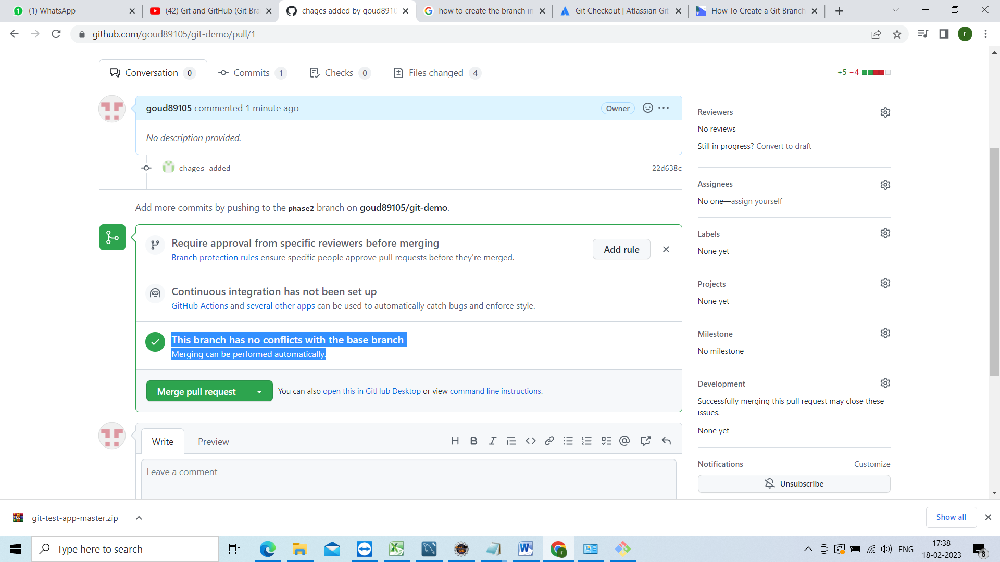 (1) WhatsApp
(42) Git and GitHub (Git Bra
chages added by goud8910
how to create the branch in
Git Checkout | Atlassian Git
How To Create a Git Branch
github.com/goud89105/git-demo/pull/1
r
Conversation 0
Commits 1
Checks 0
Files changed 4
+5 −4
goud89105 commented 1 minute ago
Owner
No description provided.
chages added
22d638c
Add more commits by pushing to the phase2 branch on goud89105/git-demo.
Require approval from specific reviewers before merging
Branch protection rules ensure specific people approve pull requests before they're merged.
Add rule
Continuous integration has not been set up
GitHub Actions and several other apps can be used to automatically catch bugs and enforce style.
This branch has no conflicts with the base branch
Merging can be performed automatically.
Merge pull request
You can also open this in GitHub Desktop or view command line instructions.
Write
Preview
Leave a comment
Reviewers
No reviews
Still in progress? Convert to draft
Assignees
No one—assign yourself
Labels
None yet
Projects
None yet
Milestone
No milestone
Development
Successfully merging this pull request may close these
issues.
None yet
Notifications
Customize
Unsubscribe
git-test-app-master.zip
Show all
Type here to search
ENG
17:38
18-02-2023
8